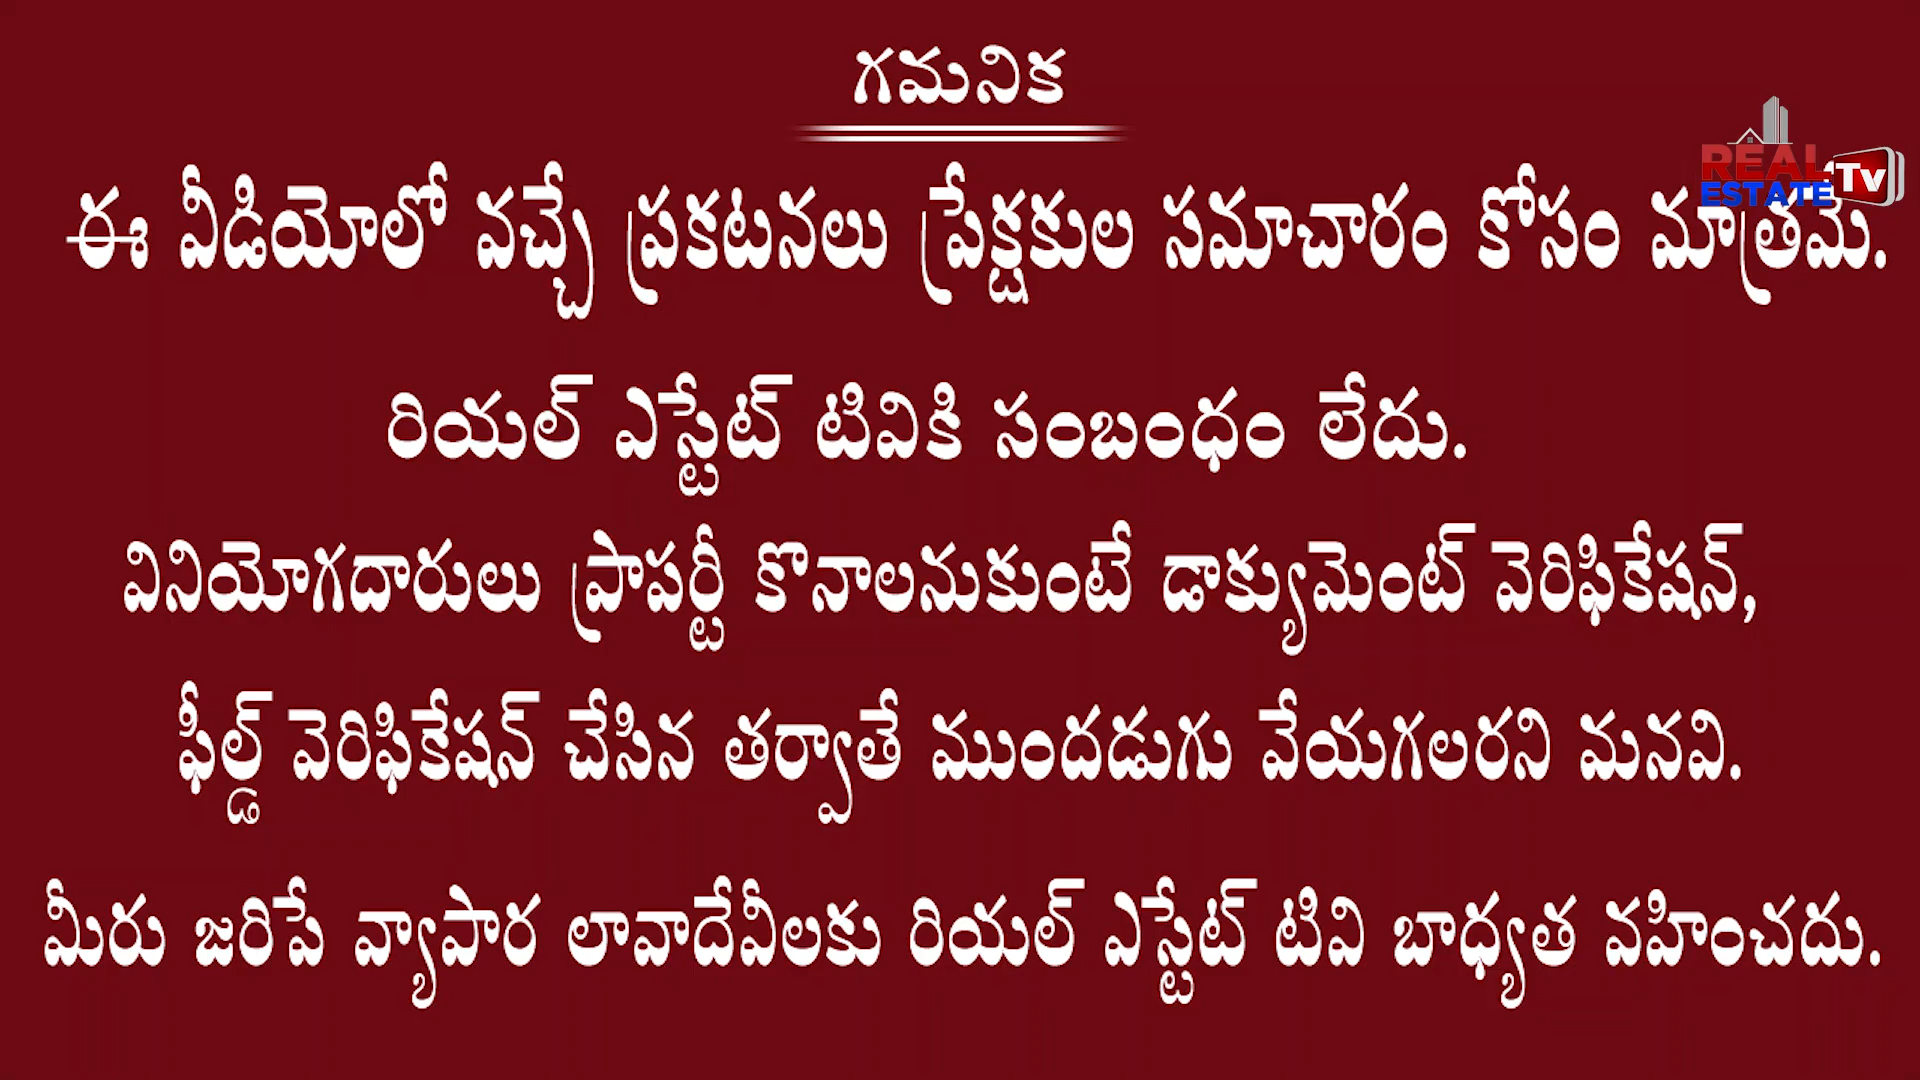 గమనిక
REAL
ESTATE Tv
ఈ వీడియోలో వచ్చే ప్రకటనలు ప్రేక్షకుల సమాచారం కోసం మాత్రమే.
రియల్ ఎస్టేట్ టివికి సంబంధం లేదు.
వినియోగదారులు ప్రాపర్టీ కొనాలనుకుంటే డాక్యుమెంట్ వెరిఫికేషన్,
ఫీల్డ్ వెరిఫికేషన్ చేసిన తర్వాతే ముందడుగు వేయగలరని మనవి.
మీరు జరిపే వ్యాపార లావాదేవీలకు రియల్ ఎస్టేట్ టివి బాధ్యత వహించదు.